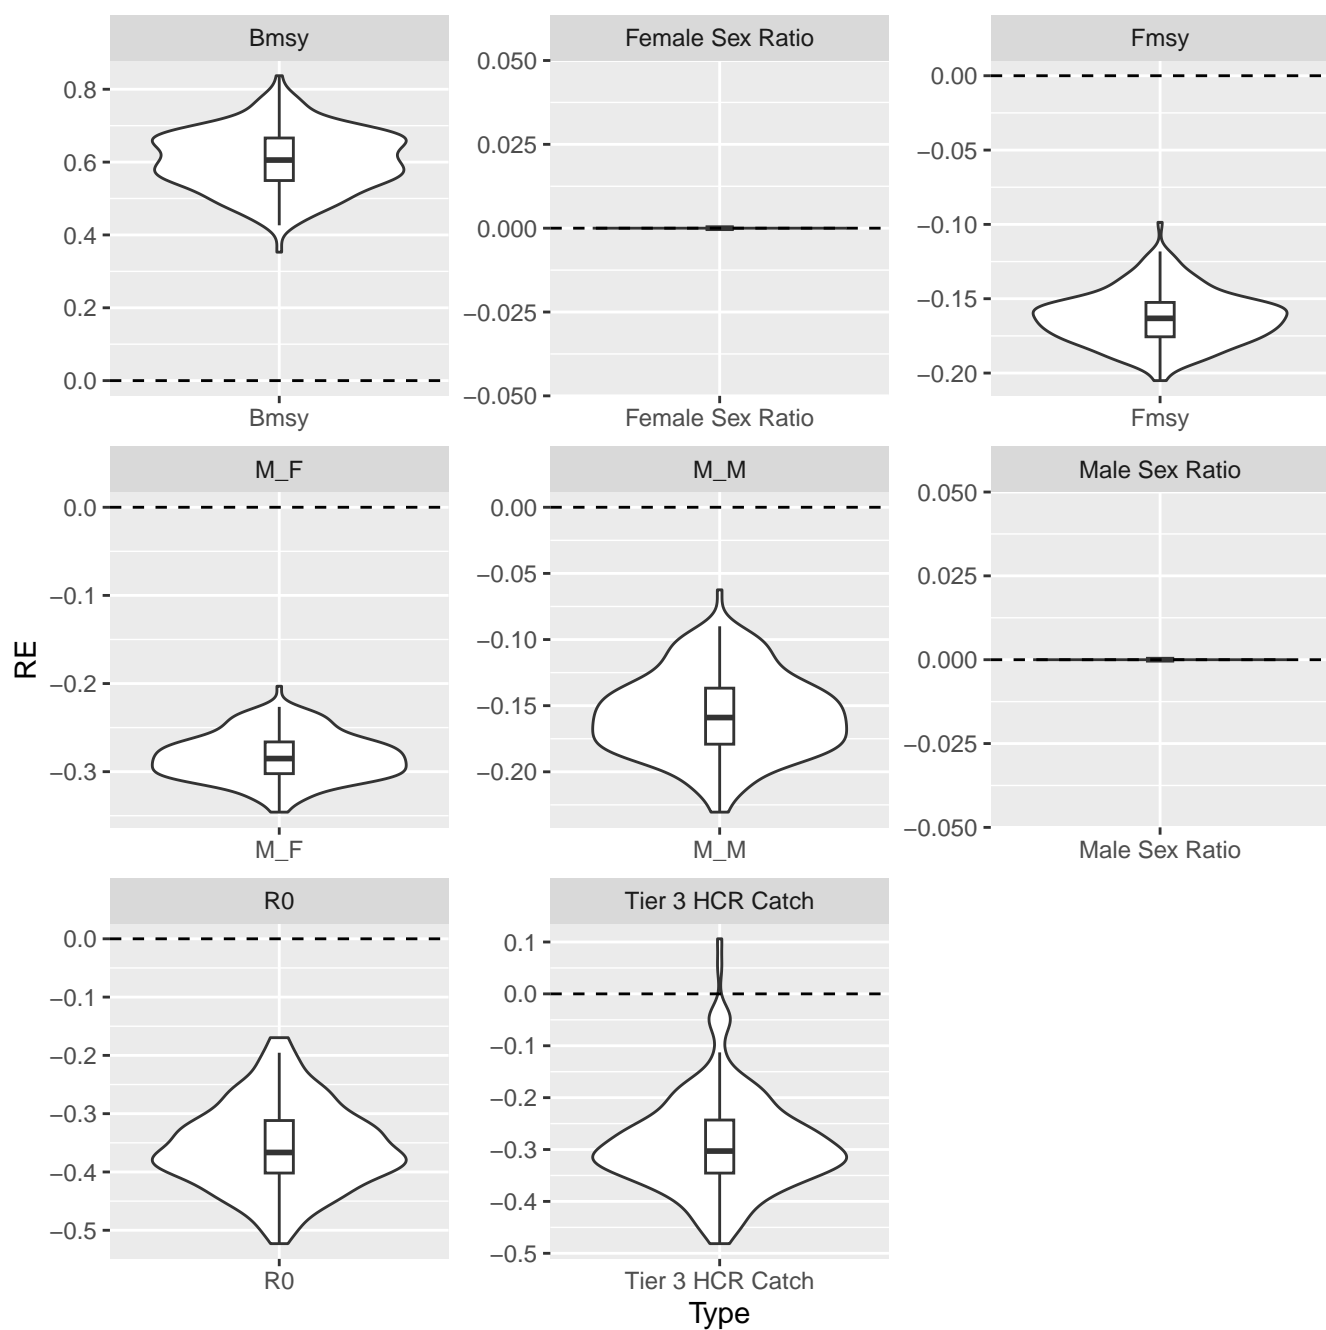 Bmsy
Female Sex Ratio
Fmsy
0.8
0.6
0.4
0.2
0.0
0.050
0.025
0.000
−0.025
−0.050
0.00
−0.05
−0.10
−0.15
−0.20
Bmsy
Female Sex Ratio
Fmsy
M_F
M_M
Male Sex Ratio
0.0
−0.1
−0.2
−0.3
0.00
−0.05
−0.10
−0.15
−0.20
0.050
0.025
0.000
−0.025
−0.050
RE
M_F
M_M
Male Sex Ratio
R0
Tier 3 HCR Catch
0.0
−0.1
−0.2
−0.3
−0.4
−0.5
0.1
0.0
−0.1
−0.2
−0.3
−0.4
−0.5
R0
Tier 3 HCR Catch
Type